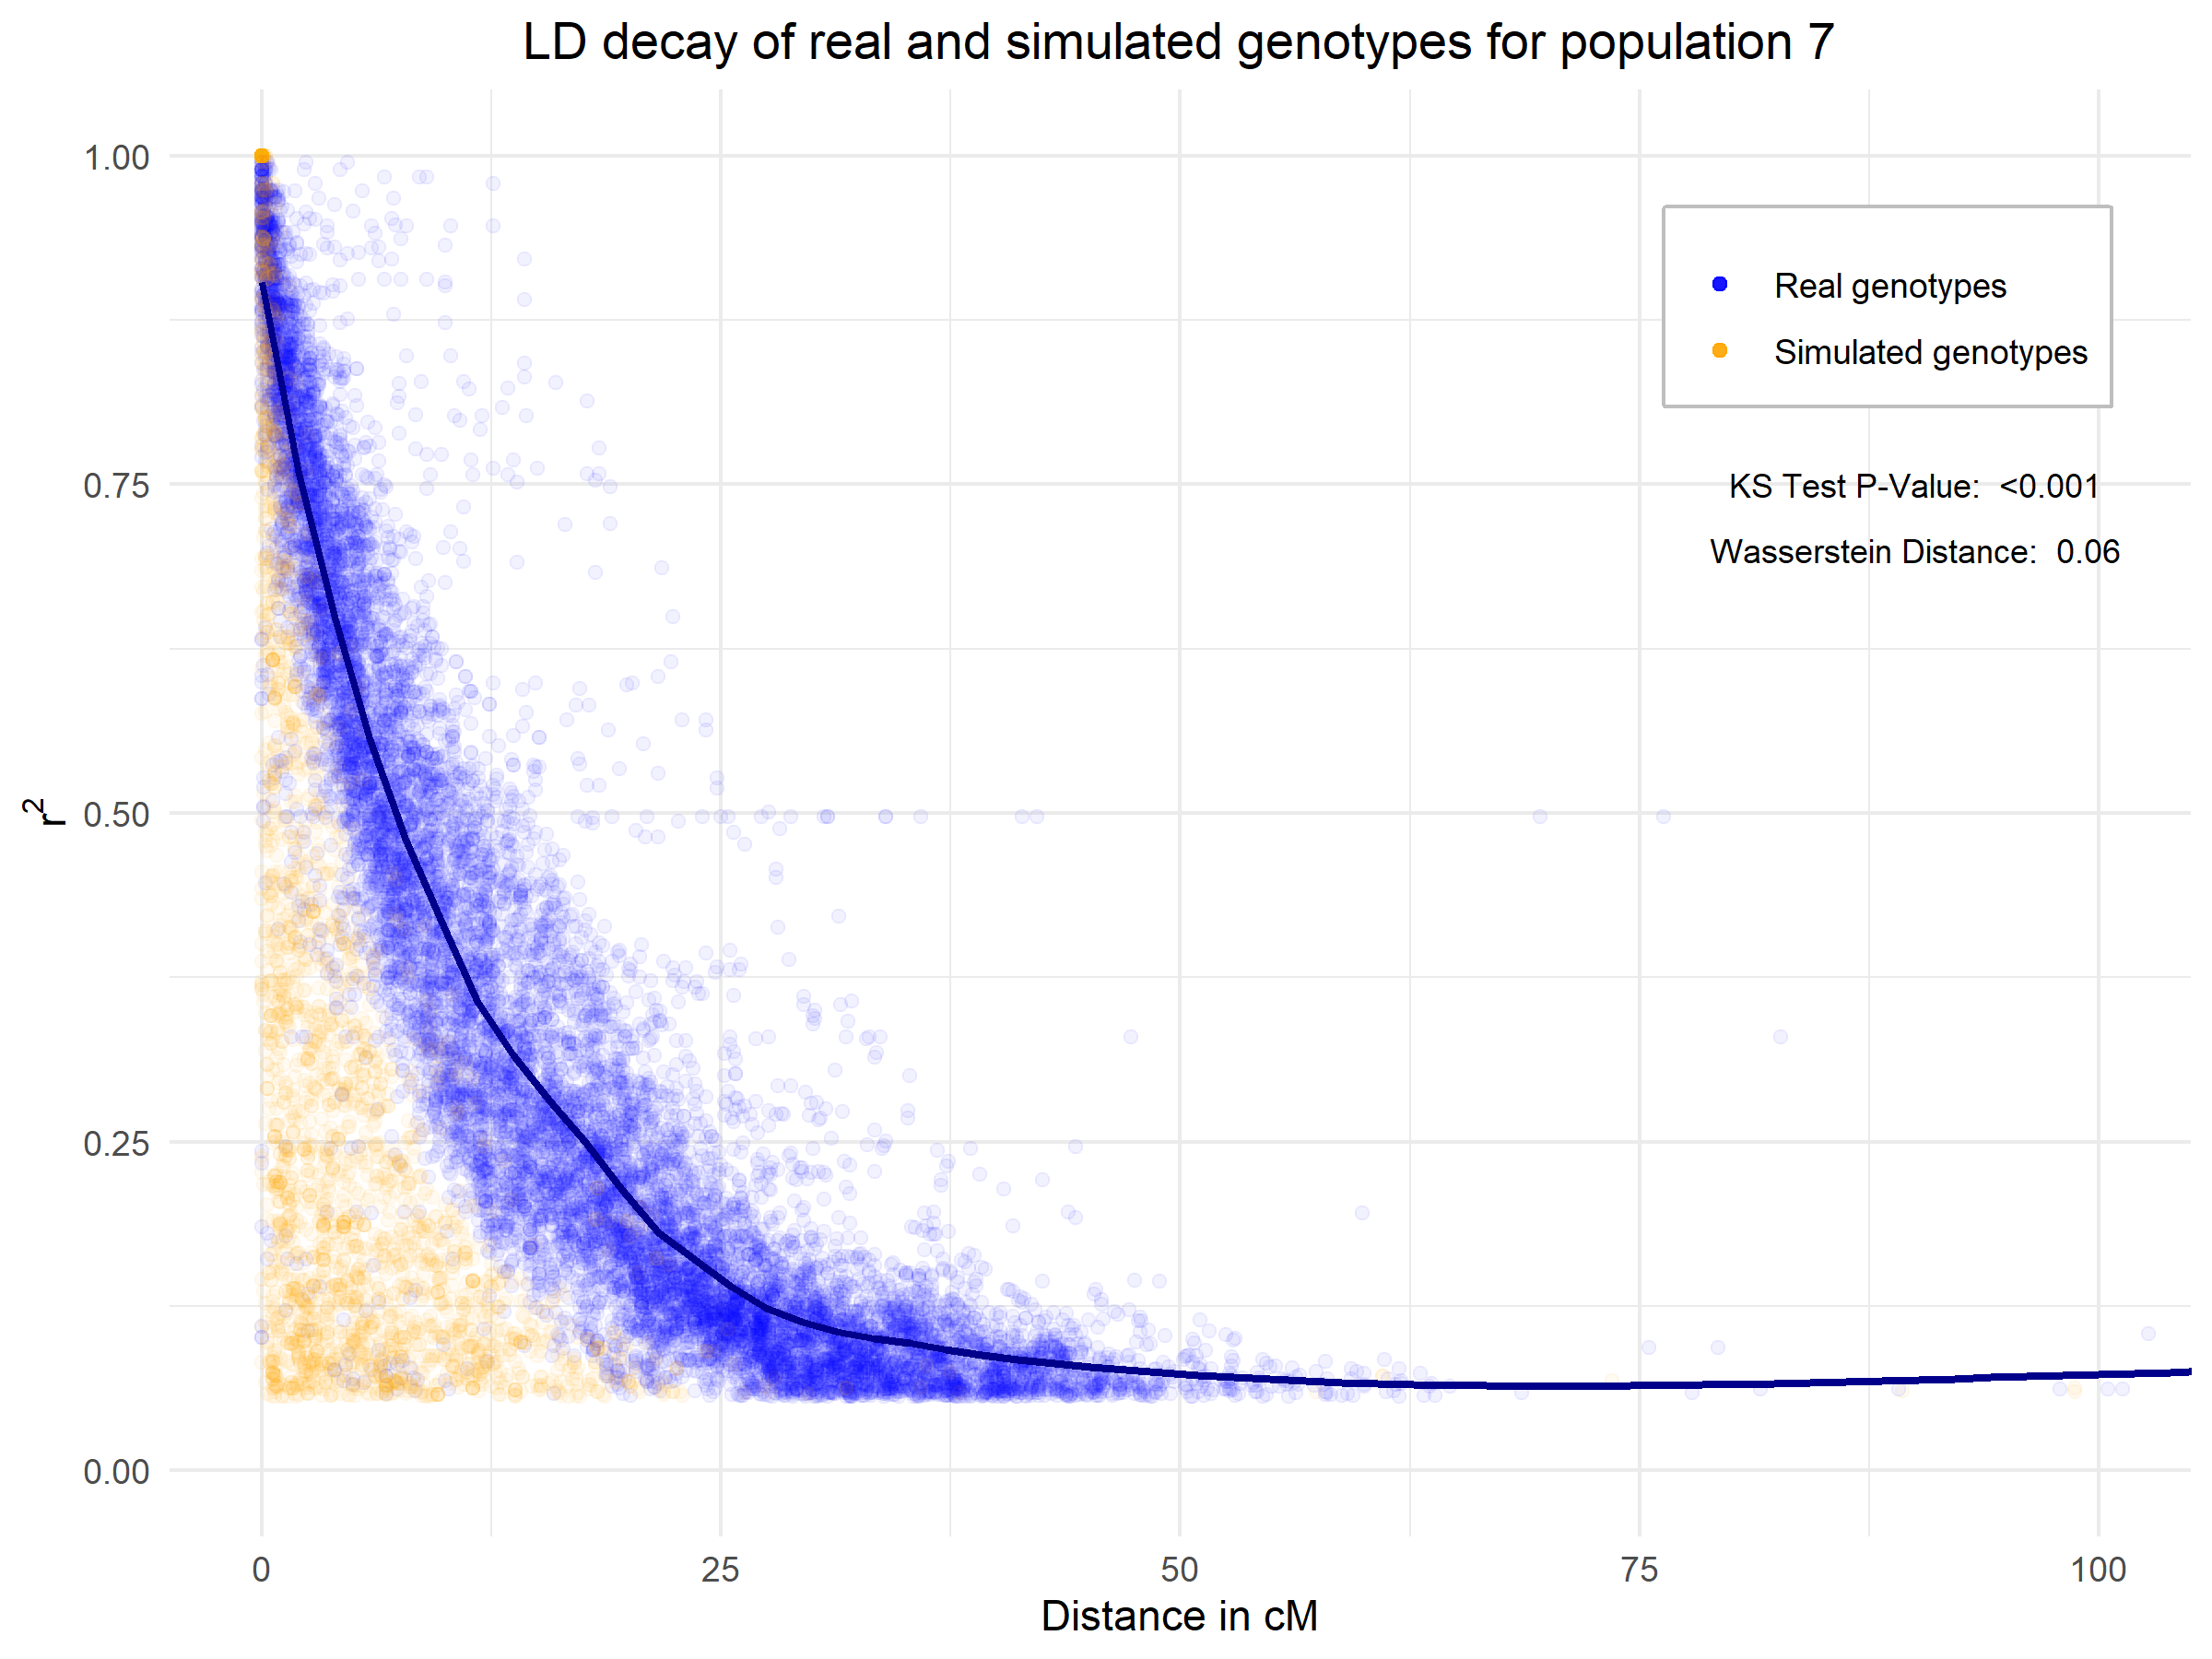 LD decay of real and simulated genotypes for population 7
1.00
0.75
0.50
0.25
0.00
r²
Real genotypes
Simulated genotypes
KS Test P-Value: <0.001
Wasserstein Distance: 0.06
0 25 50 75 100
Distance in cM